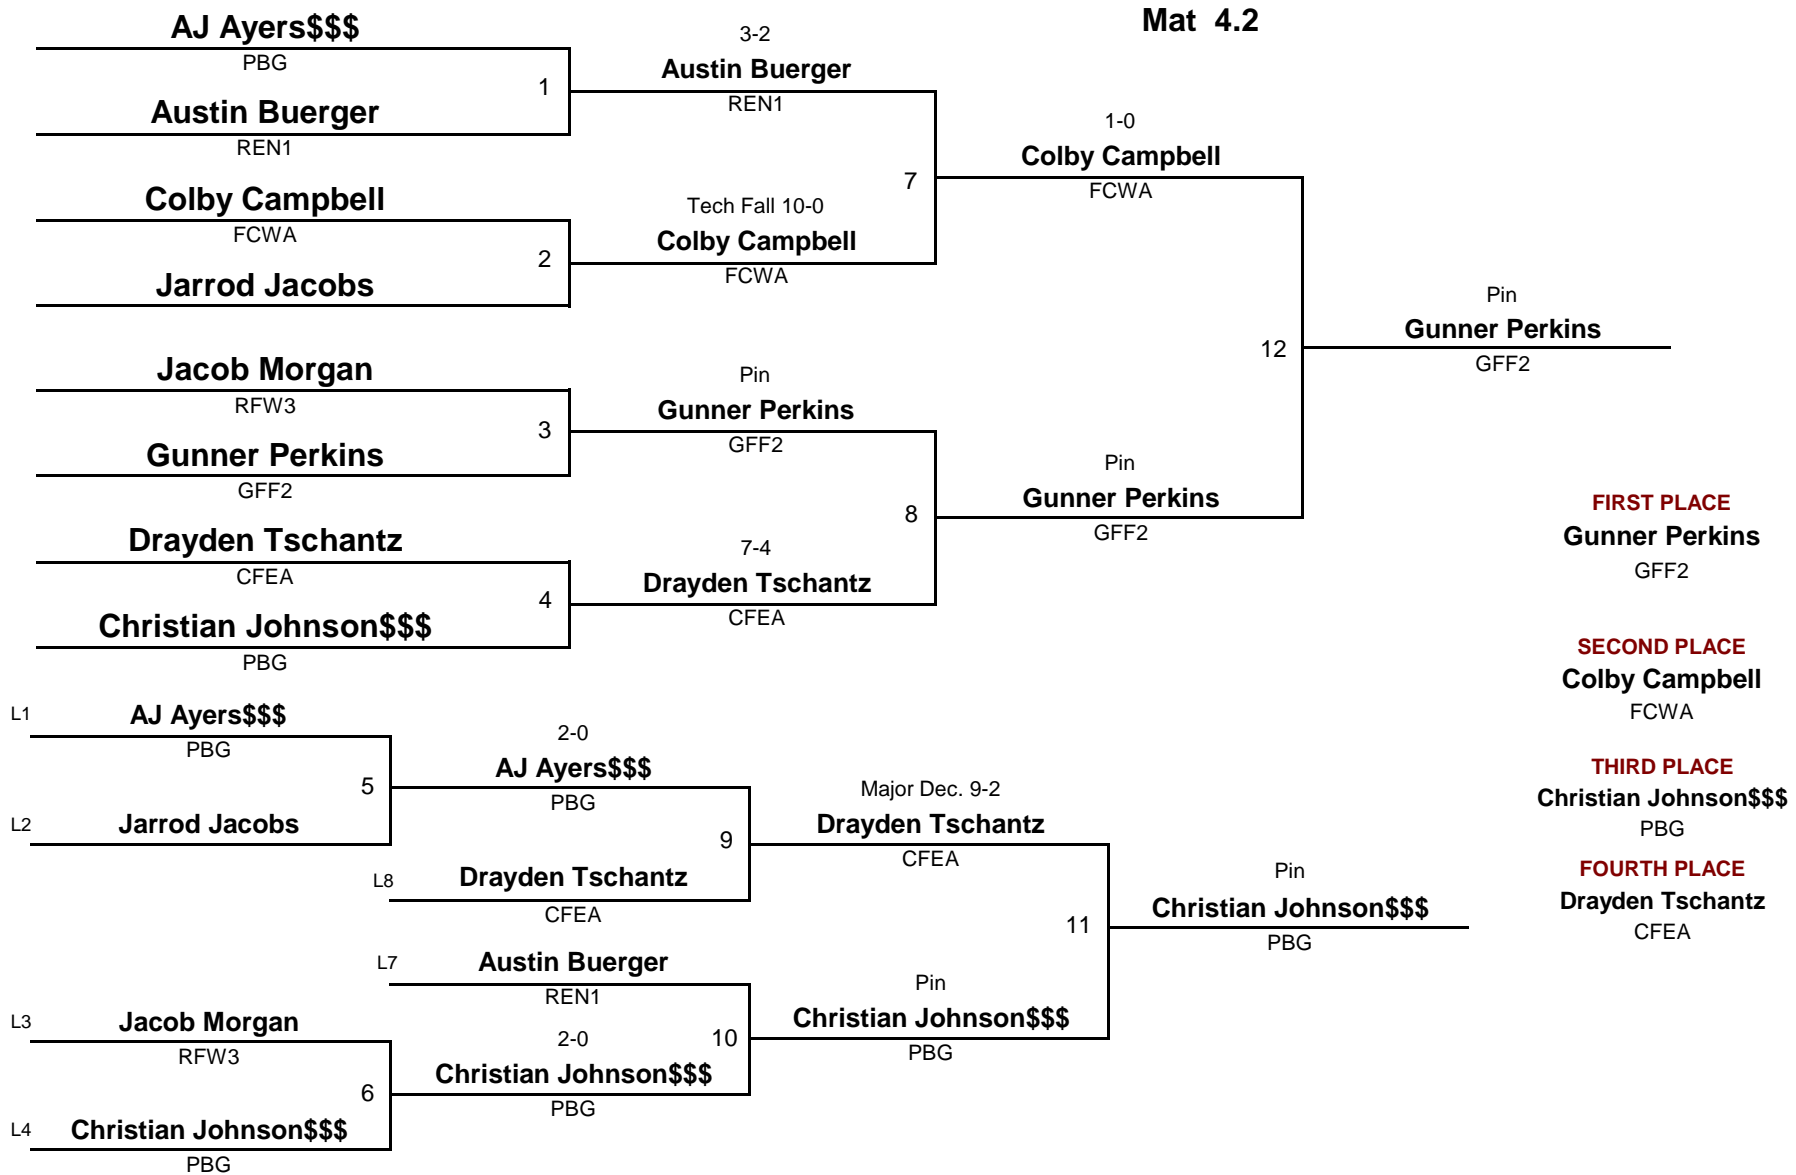 Mat 4.2
AJ Ayers$$$
PBG
1
Austin Buerger
REN1
3-2
Austin Buerger
REN1
Colby Campbell
FCWA
2
Jarrod Jacobs
Tech Fall 10-0
Colby Campbell
FCWA
7
1-0
Colby Campbell
FCWA
Jacob Morgan
RFW3
3
Gunner Perkins
GFF2
Pin
Gunner Perkins
GFF2
Drayden Tschantz
CFEA
4
Christian Johnson$$$
PBG
7-4
Drayden Tschantz
CFEA
8
Pin
Gunner Perkins
GFF2
12
Pin
Gunner Perkins
GFF2
FIRST PLACE
Gunner Perkins
GFF2
SECOND PLACE
Colby Campbell
FCWA
THIRD PLACE
Christian Johnson$$$
PBG
FOURTH PLACE
Drayden Tschantz
CFEA
L1
AJ Ayers$$$
PBG
5
L2
Jarrod Jacobs
2-0
AJ Ayers$$$
PBG
9
L8
Drayden Tschantz
CFEA
Major Dec. 9-2
Drayden Tschantz
CFEA
L7
Austin Buerger
REN1
L3
Jacob Morgan
RFW3
6
L4
Christian Johnson$$$
PBG
2-0
Christian Johnson$$$
PBG
10
Pin
Christian Johnson$$$
PBG
11
Pin
Christian Johnson$$$
PBG